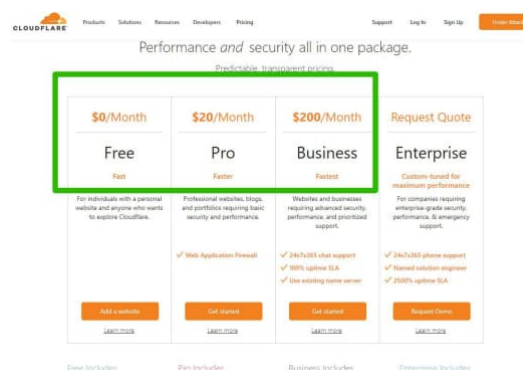 CLOUDFLARE
Products Solutions Resources Developers Pricing Support Log In Sign Up Under Attack
Performance and security all in one package.
Predictable, transparent pricing
$0/Month
Free
Fast
For individuals with a personal
website and anyone who wants
to explore Cloudflare.
Add a website
Learn more
$20/Month
Pro
Faster
Professional websites, blogs,
and portfolios requiring basic
security and performance.
✓ Web Application Firewall
Get started
Learn more
$200/Month
Business
Fastest
Websites and businesses
requiring advanced security,
performance, and prioritized
support.
✓ 24x7x365 chat support
✓ 100% uptime SLA
✓ Use existing name server
Get started
Learn more
Request Quote
Enterprise
Custom-tuned for
maximum performance
For companies requiring
enterprise-grade security,
performance, & emergency
support.
✓ 24x7x365 phone support
✓ Named solution engineer
✓ 2500% uptime SLA
Request Demo
Learn more
Free Includes Pro Includes Business Includes Enterprise Includes